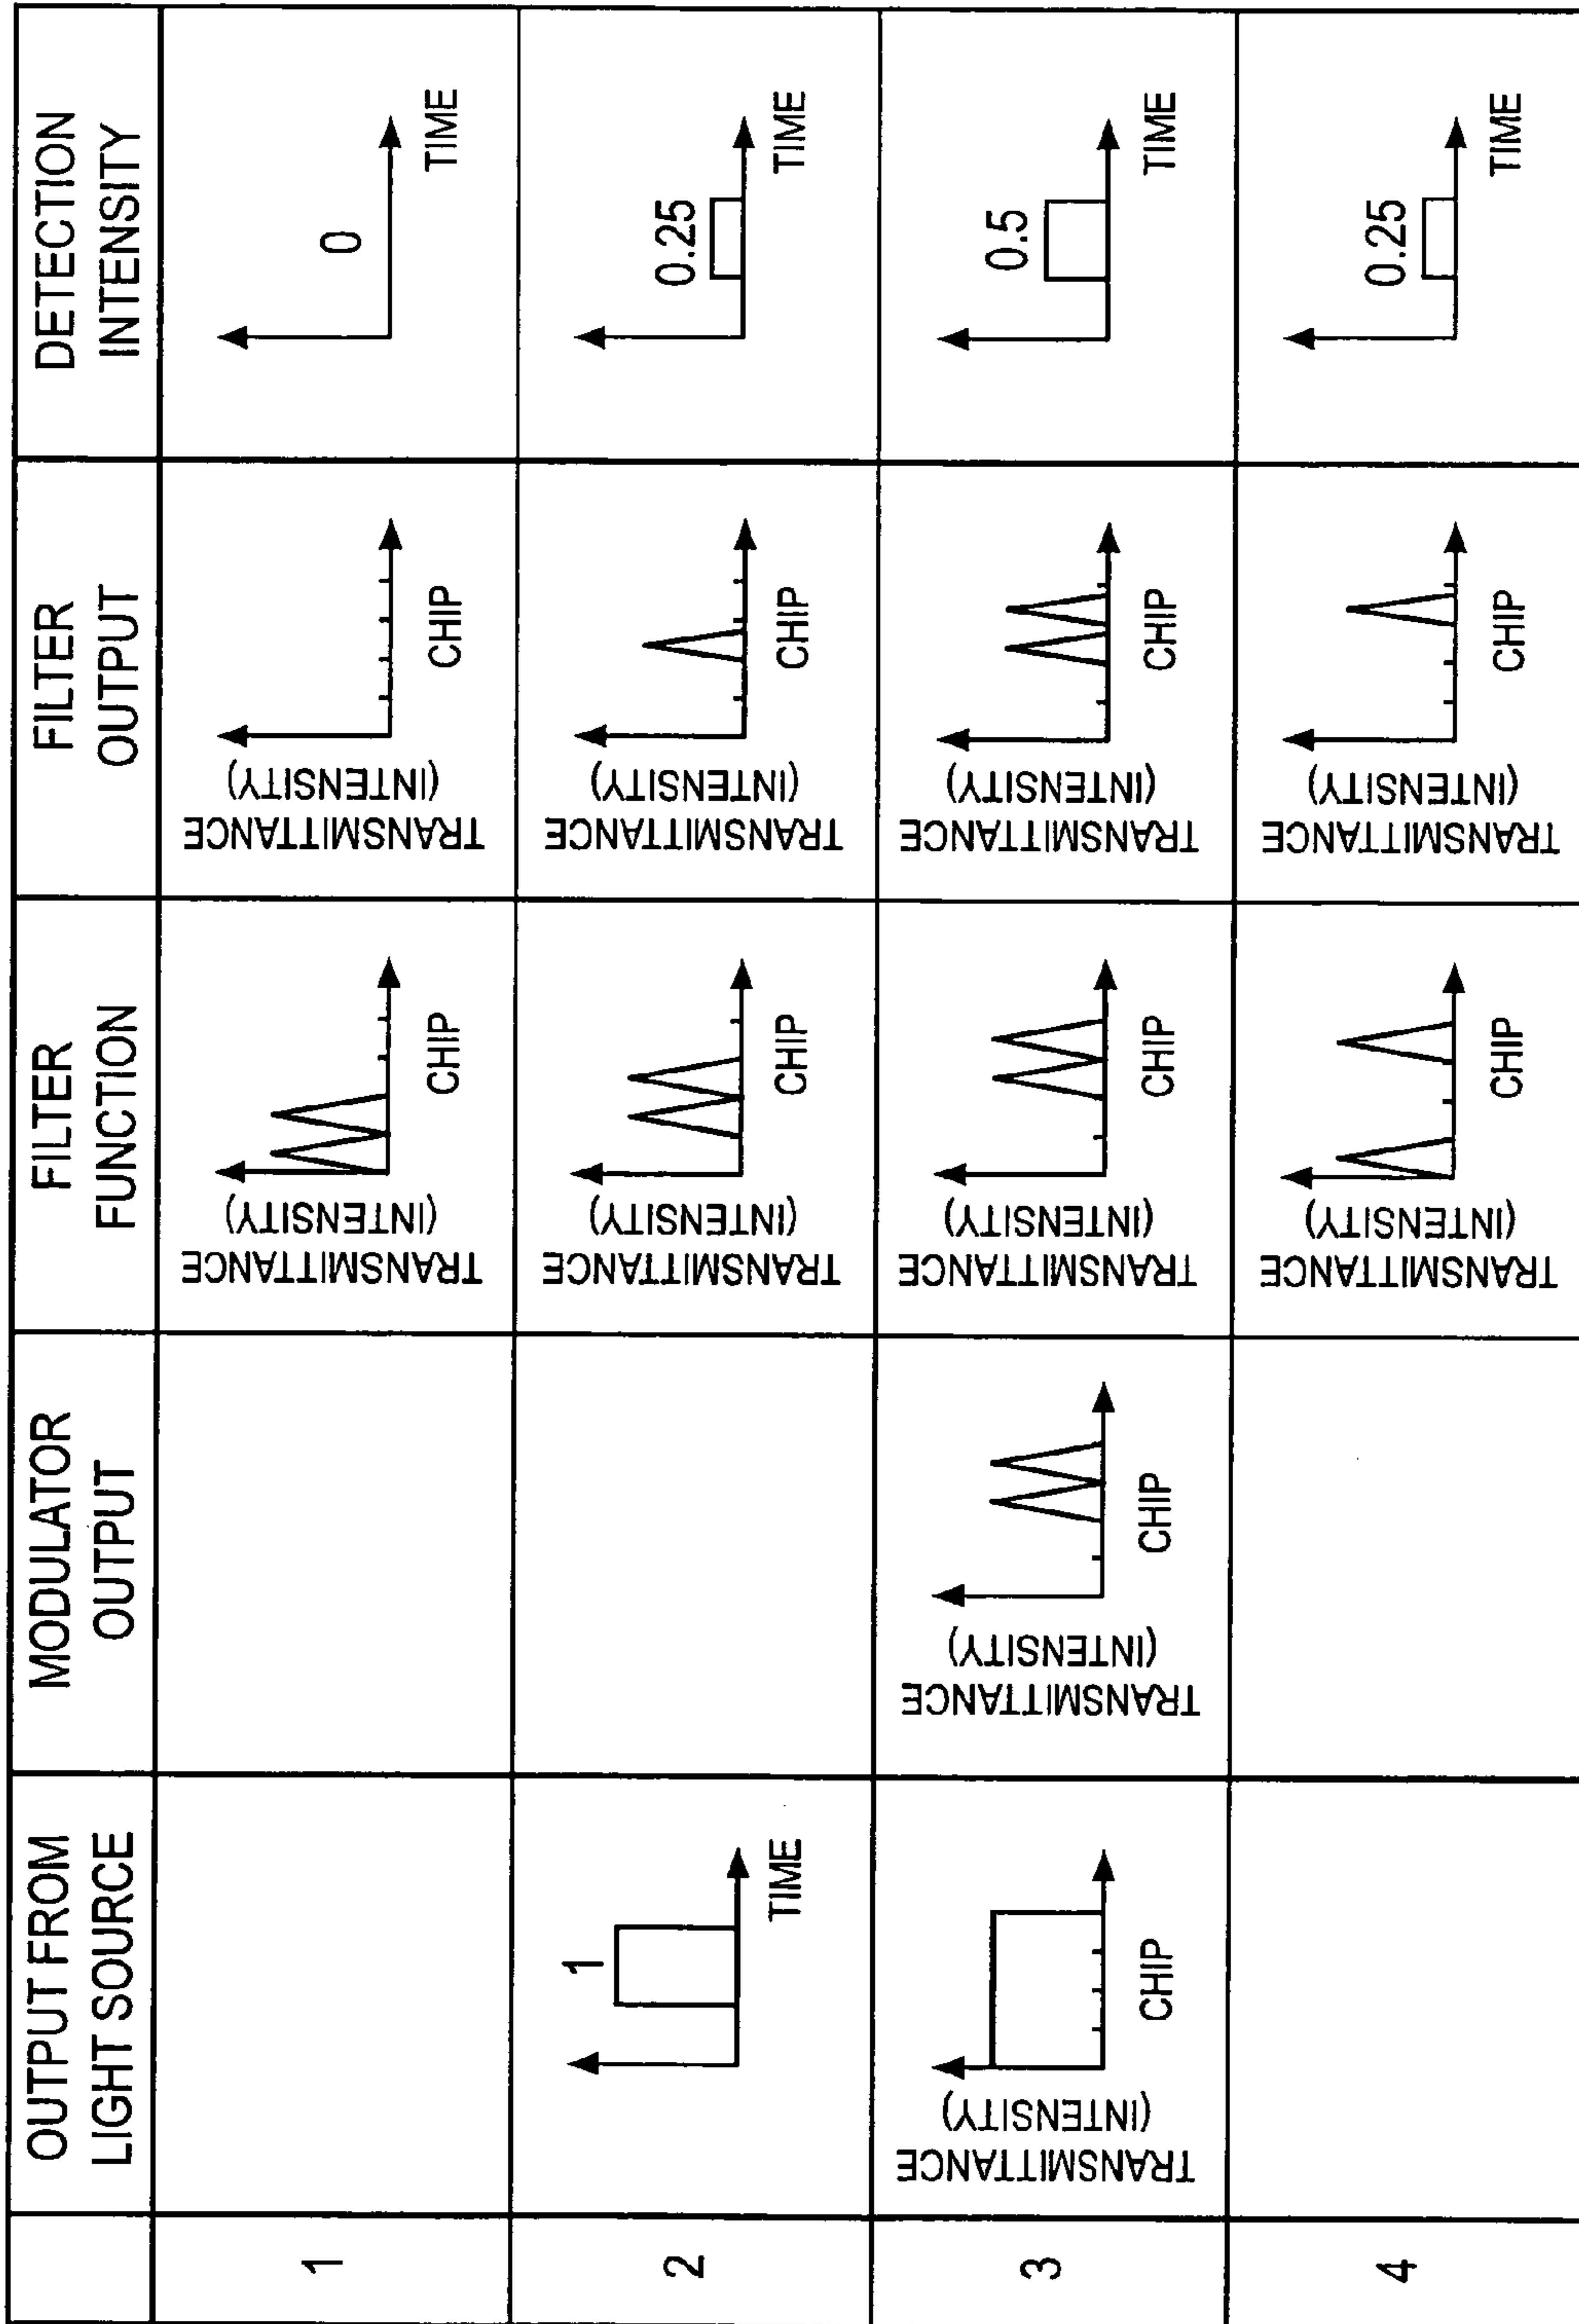 OUTPUT FROM
LIGHT SOURCE
MODULATOR
OUTPUT
FILTER
FUNCTION
FILTER
OUTPUT
DETECTION
INTENSITY
1
TRANSMITTANCE
(INTENSITY)
CHIP
TRANSMITTANCE
(INTENSITY)
CHIP
0
TIME
2
1
TIME
TRANSMITTANCE
(INTENSITY)
CHIP
TRANSMITTANCE
(INTENSITY)
CHIP
0.25
TIME
3
TRANSMITTANCE
(INTENSITY)
CHIP
TRANSMITTANCE
(INTENSITY)
CHIP
TRANSMITTANCE
(INTENSITY)
CHIP
TRANSMITTANCE
(INTENSITY)
CHIP
0.5
TIME
4
TRANSMITTANCE
(INTENSITY)
CHIP
TRANSMITTANCE
(INTENSITY)
CHIP
0.25
TIME